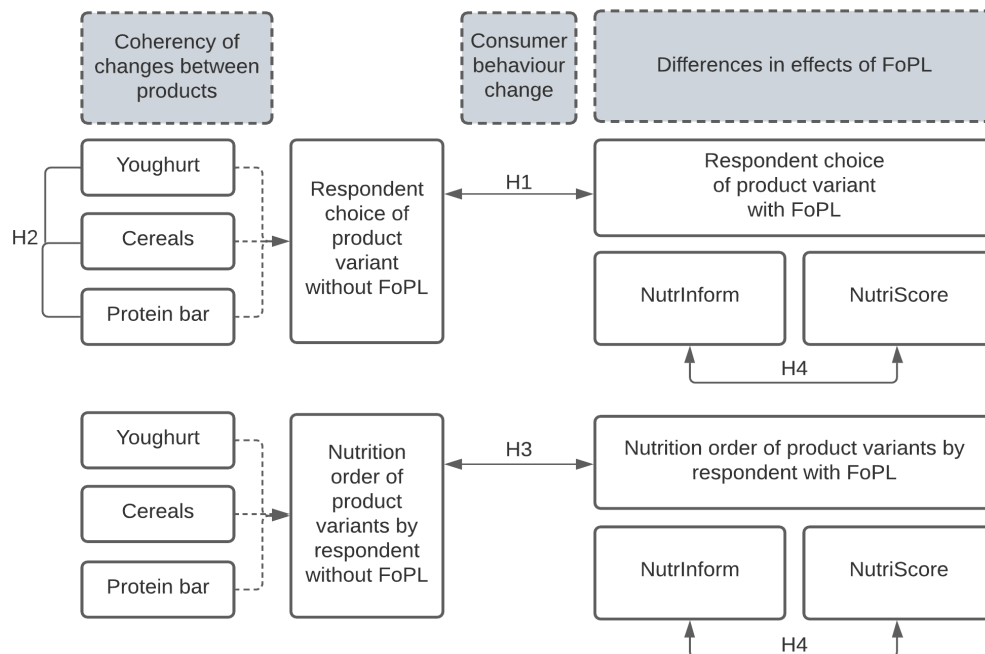 Coherency of
changes between
products
Consumer
behaviour
change
Differences in effects of FoPL
Youghurt
Cereals
Protein bar
H2
Respondent
choice of
product
variant
without FoPL
H1
Respondent choice
of product variant
with FoPL
NutrInform
NutriScore
H4
Youghurt
Cereals
Protein bar
Nutrition
order of
product
variants by
respondent
without FoPL
H3
Nutrition order of product variants by
respondent with FoPL
NutrInform
NutriScore
H4